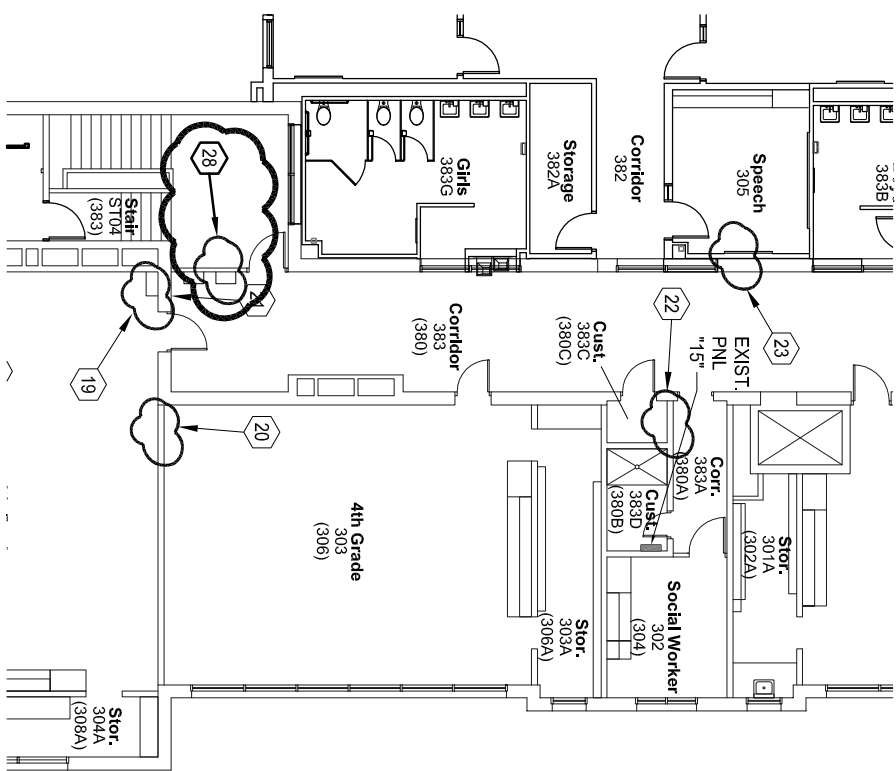 Girls
383G
Storage
382A
Corridor
382
Speech
305
383B
28
Stair
ST04
(383)
21
19
20
22
23
EXIST.
PNL
"15"
Corridor
383
(380)
Cust.
383C
(380C)
Corr.
383A
(380A)
Cust.
383D
(380B)
4th Grade
303
(306)
Stor.
303A
(306A)
Stor.
301A
(302A)
Social Worker
302
(304)
Stor.
304A
(308A)